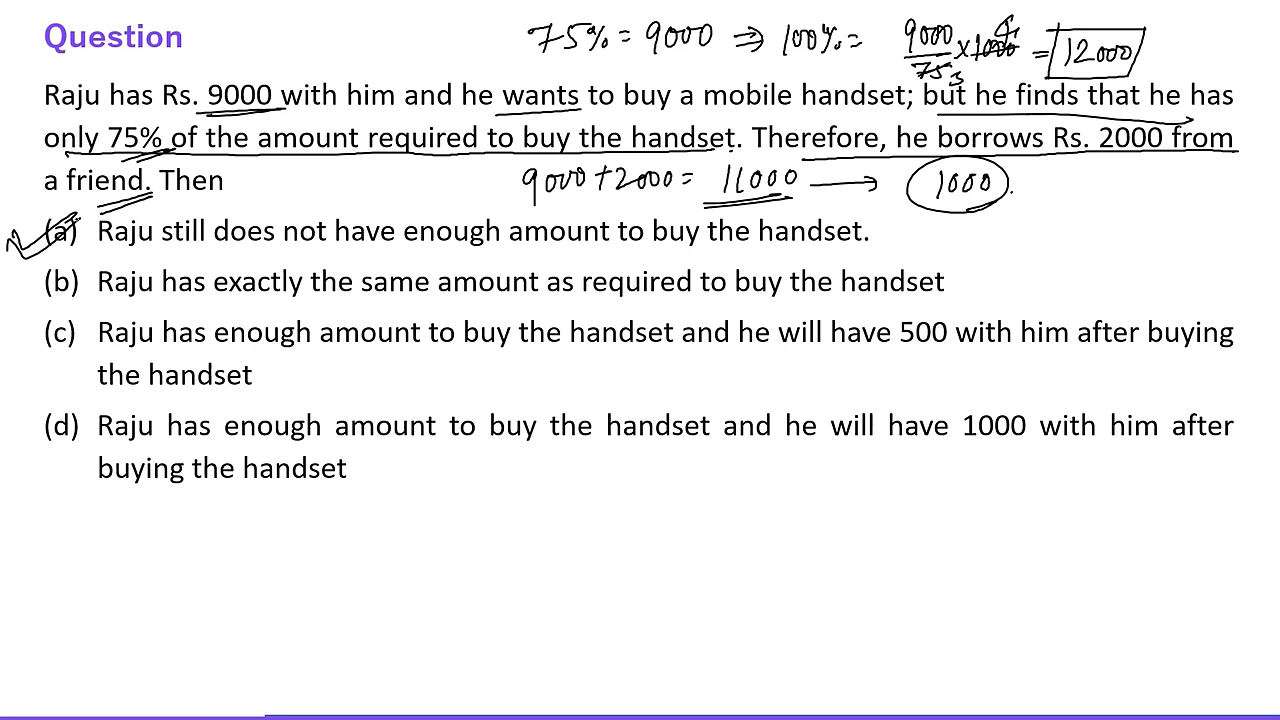 Question
75% = 9000 ⇒ 100% = 9000/75 × 100 = 12000
3 4
Raju has Rs. 9000 with him and he wants to buy a mobile handset; but he finds that he has
only 75% of the amount required to buy the handset. Therefore, he borrows Rs. 2000 from
a friend. Then
9000 + 2000 = 11000 → 1000
(a) Raju still does not have enough amount to buy the handset.
(b) Raju has exactly the same amount as required to buy the handset
(c) Raju has enough amount to buy the handset and he will have 500 with him after buying
the handset
(d) Raju has enough amount to buy the handset and he will have 1000 with him after
buying the handset